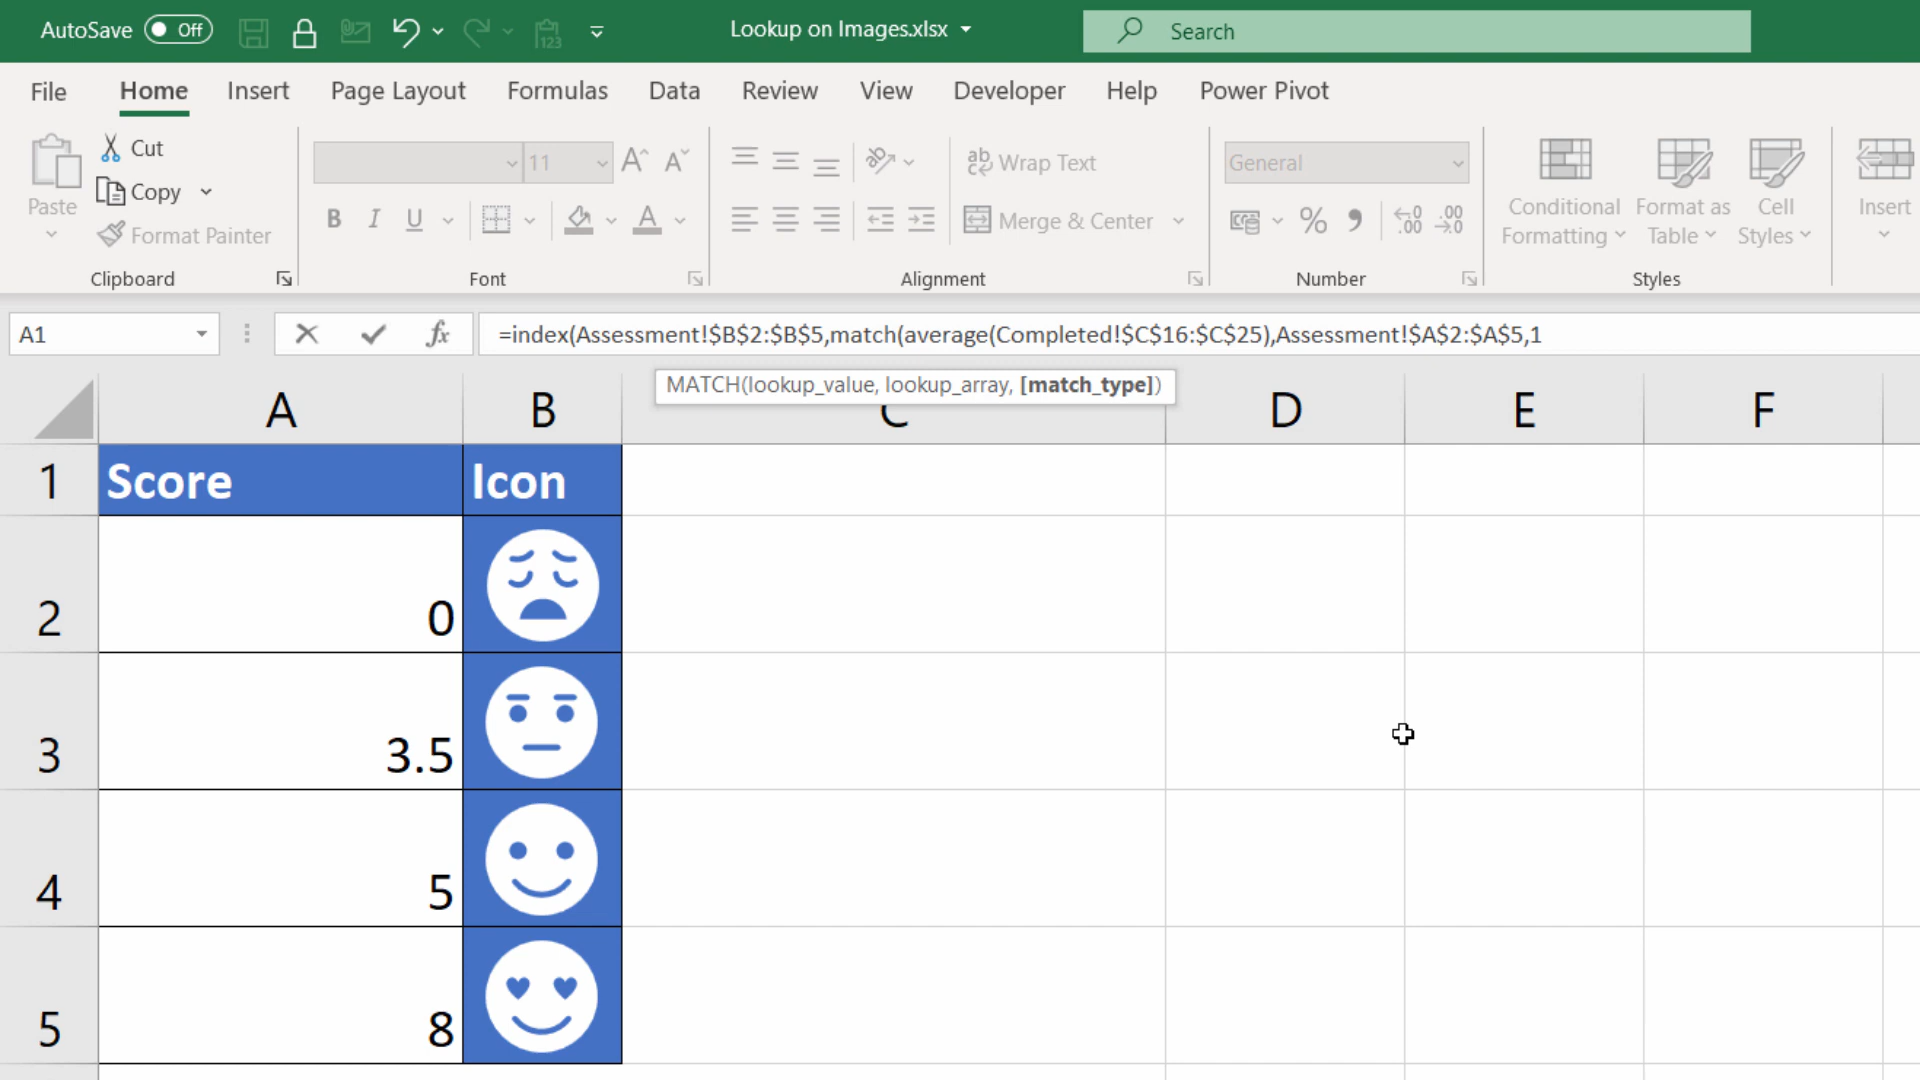 AutoSave Off Lookup on Images.xlsx Search
File Home Insert Page Layout Formulas Data Review View Developer Help Power Pivot
Paste
Cut
Copy
Format Painter
Clipboard
11
B I U
Font
Wrap Text
Merge & Center
Alignment
General
Number
Conditional Formatting
Format as Table
Cell Styles
Styles
Insert
A1 fx =index(Assessment!$B$2:$B$5,match(average(Completed!$C$16:$C$25),Assessment!$A$2:$A$5,1
MATCH(lookup_value, lookup_array, [match_type])
A B C D E F
1 Score Icon
2 0
3 3.5
4 5
5 8